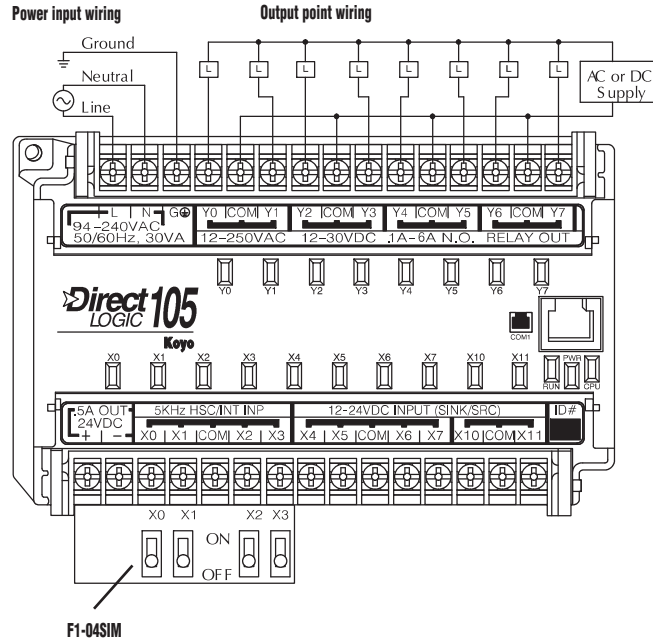 Power input wiring
Output point wiring
Ground
Neutral
Line
L L L L L L L L
AC or DC
Supply
L N G
94-240VAC
50/60Hz, 30VA
Y0 COM Y1 Y2 COM Y3 Y4 COM Y5 Y6 COM Y7
12-250VAC 12-30VDC .1A-6A N.O. RELAY OUT
Y0 Y1 Y2 Y3 Y4 Y5 Y6 Y7
Direct
LOGIC 105
Koyo
COM1
X0 X1 X2 X3 X4 X5 X6 X7 X10 X11
PWR
RUN CPU
.5A OUT
24VDC
+ -
5KHz HSC/INT INP
12-24VDC INPUT (SINK/SRC)
ID#
X0 X1 COM X2 X3 X4 X5 COM X6 X7 X10 COM X11
X0 X1 X2 X3
ON
OFF
F1-04SIM